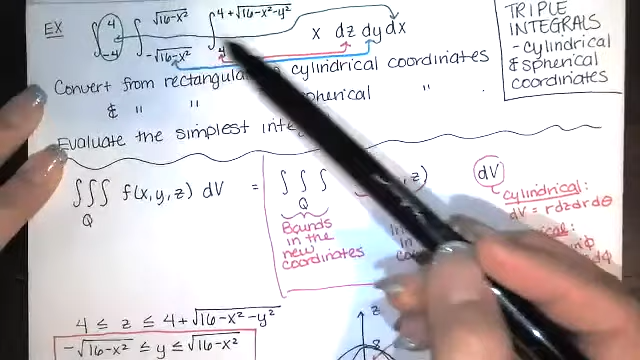 EX ∫_{-4}^{4} ∫_{-√16-x²}^{√16-x²} ∫_{4}^{4+√16-x²-y²} x dz dy dx
Convert from rectangular cylindrical coordinates
& " " spherical " .
Evaluate the simplest
TRIPLE
INTEGRALS
- cylindrical
& spherical
coordinates
∫∫∫ f(x,y,z) dV = ∫∫∫ , z) dV
Q Q
Bounds
in the
new
coordinates
cylindrical:
dV = r dz dr dθ
4 ≤ z ≤ 4+√16-x²-y²
-√16-x² ≤ y ≤ √16-x²
z
8